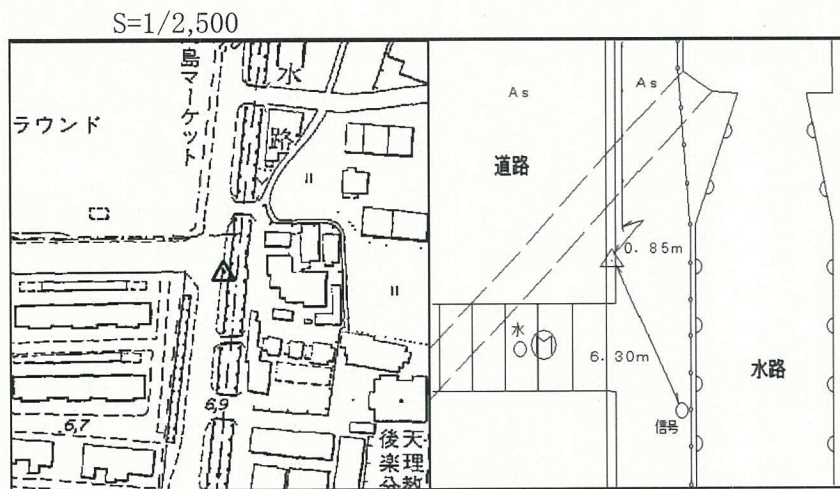 S=1/2,500
島マーケット
水
路
ラウンド
6,9
6,7
天理教
後楽分
As
As
道路
0.85m
水
6.30m
信号
水路